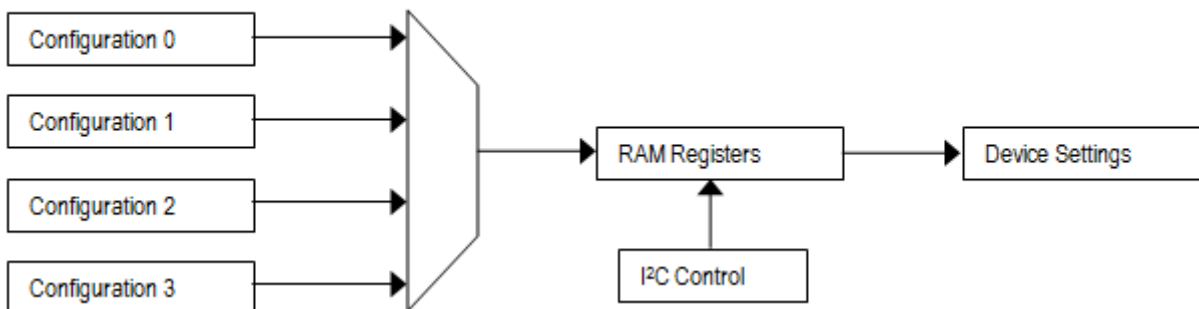 Configuration 0
Configuration 1
Configuration 2
Configuration 3
RAM Registers
Device Settings
I²C Control